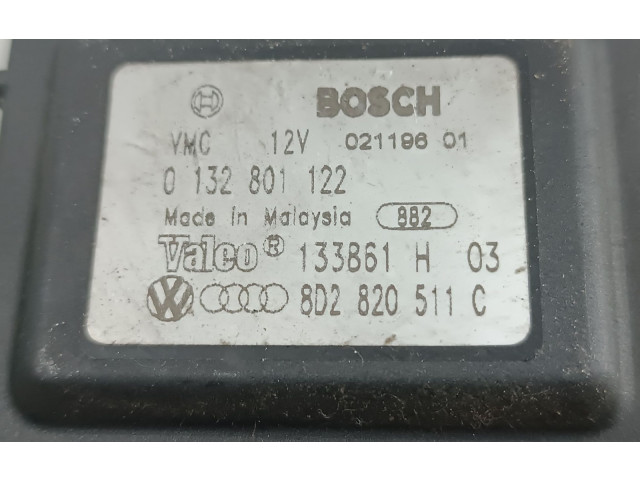 BOSCH
VMC 12V 021196 01
0 132 801 122
Made in Malaysia 882
Valeo® 133861 H 03
8D2 820 511 C